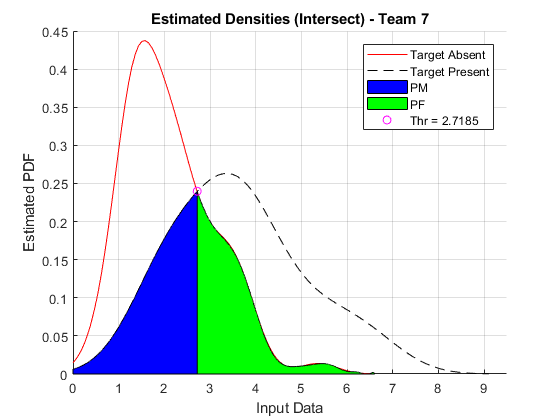 Estimated Densities (Intersect) - Team 7
Target Absent
Target Present
PM
PF
Thr = 2.7185
Estimated PDF
0.45
0.4
0.35
0.3
0.25
0.2
0.15
0.1
0.05
0
0 1 2 3 4 5 6 7 8 9
Input Data